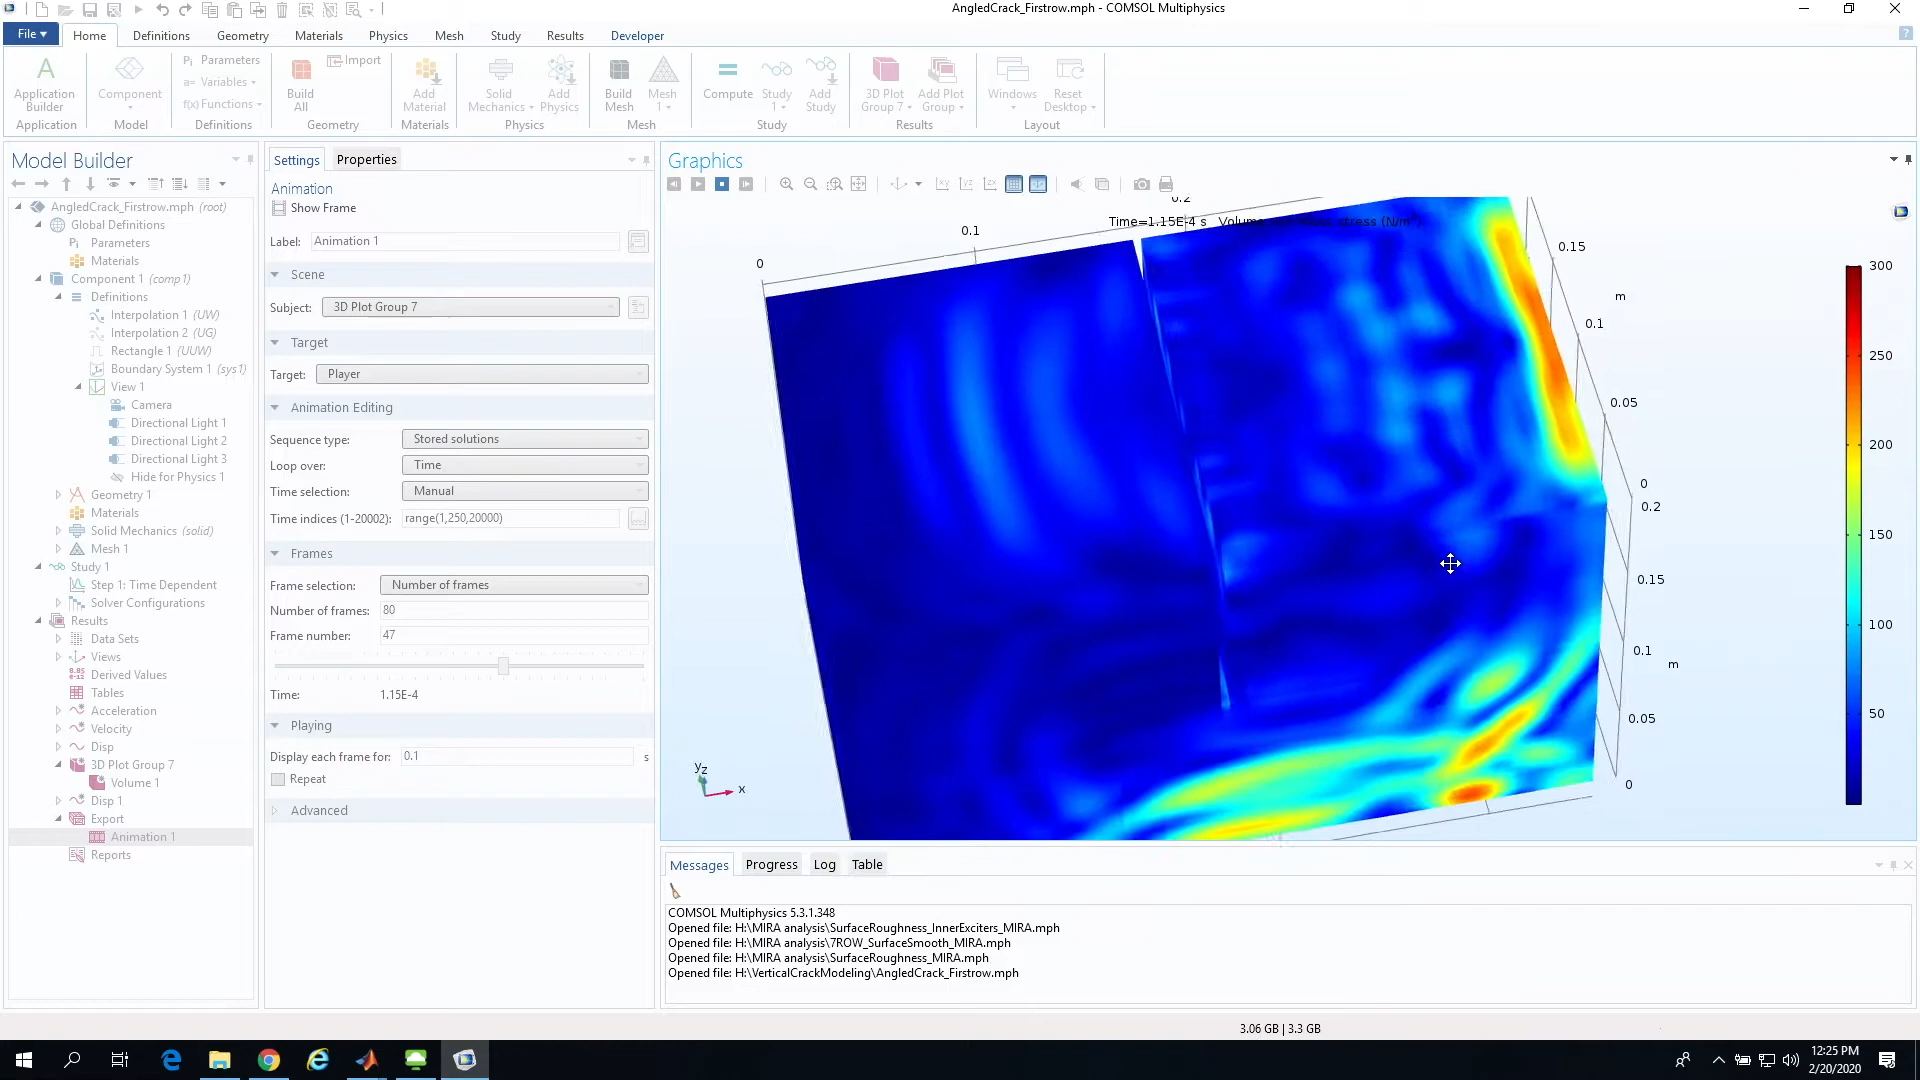 AngledCrack_Firstrow.mph - COMSOL Multiphysics
File
Home
Definitions
Geometry
Materials
Physics
Mesh
Study
Results
Developer
Application Builder
Application
Component
Model
Pi Parameters
a= Variables
f(x) Functions
Definitions
Build All
Import
Geometry
Add Material
Materials
Solid Mechanics
Add Physics
Physics
Build Mesh
Mesh 1
Mesh
Compute
Study 1
Add Study
Study
3D Plot Group 7
Add Plot Group
Results
Windows
Reset Desktop
Layout
Model Builder
AngledCrack_Firstrow.mph (root)
Global Definitions
Pi Parameters
Materials
Component 1 (comp1)
Definitions
Interpolation 1 (UW)
Interpolation 2 (UG)
Rectangle 1 (UUW)
Boundary System 1 (sys1)
View 1
Camera
Directional Light 1
Directional Light 2
Directional Light 3
Hide for Physics 1
Geometry 1
Materials
Solid Mechanics (solid)
Mesh 1
Study 1
Step 1: Time Dependent
Solver Configurations
Results
Data Sets
Views
Derived Values
Tables
Acceleration
Velocity
Disp
3D Plot Group 7
Volume 1
Disp 1
Export
Animation 1
Reports
Settings
Properties
Animation
Show Frame
Label: Animation 1
Scene
Subject: 3D Plot Group 7
Target
Target: Player
Animation Editing
Sequence type: Stored solutions
Loop over: Time
Time selection: Manual
Time indices (1-20002): range(1,250,20000)
Frames
Frame selection: Number of frames
Number of frames: 80
Frame number: 47
Time: 1.15E-4
Playing
Display each frame for: 0.1 s
Repeat
Advanced
Graphics
Time=1.15E-4 s Volume: stress (N/m
0
0.1
0.2
0.15
m
0.1
0.05
0
0.2
0.15
0.1
m
0.05
0
300
250
200
150
100
50
y
z
x
Messages
Progress
Log
Table
COMSOL Multiphysics 5.3.1.348
Opened file: H:\MIRA analysis\SurfaceRoughness_InnerExciters_MIRA.mph
Opened file: H:\MIRA analysis\7ROW_SurfaceSmooth_MIRA.mph
Opened file: H:\MIRA analysis\SurfaceRoughness_MIRA.mph
Opened file: H:\VerticalCrackModeling\AngledCrack_Firstrow.mph
3.06 GB | 3.3 GB
12:25 PM
2/20/2020